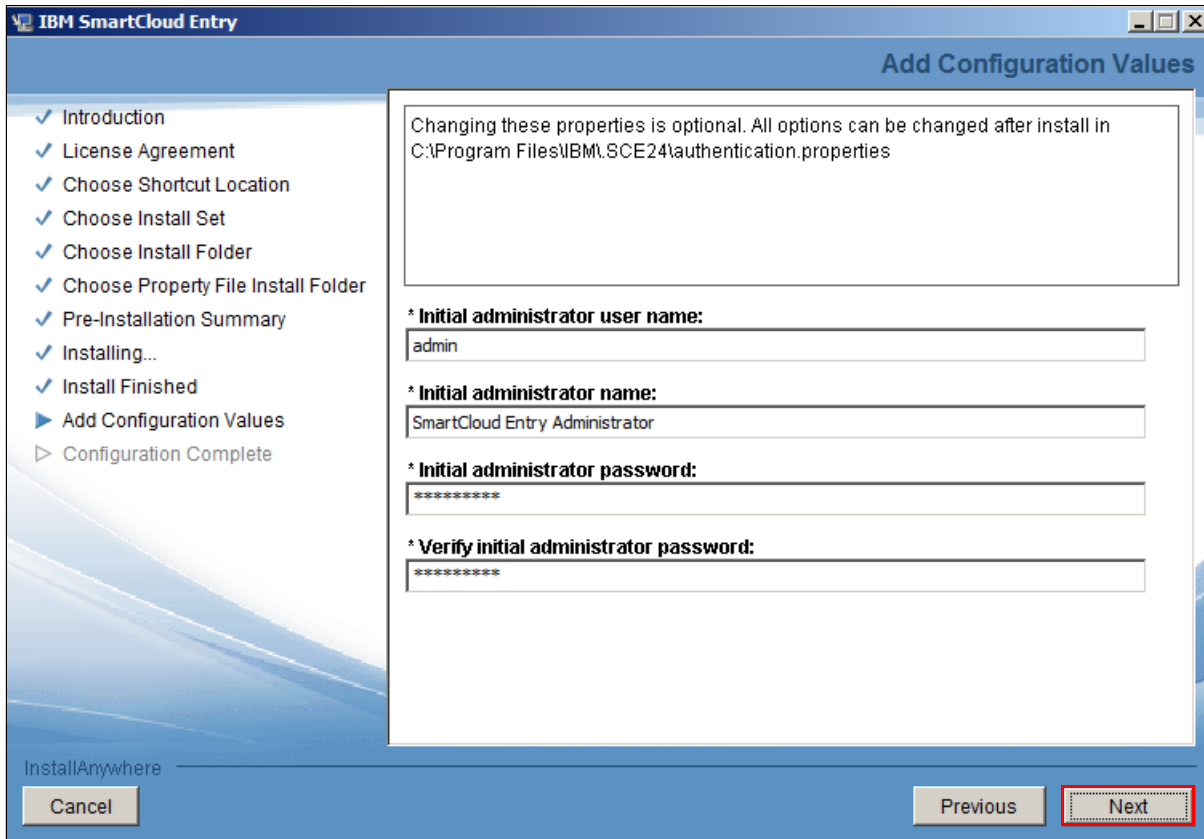 IBM SmartCloud Entry
Add Configuration Values
Introduction
License Agreement
Choose Shortcut Location
Choose Install Set
Choose Install Folder
Choose Property File Install Folder
Pre-Installation Summary
Installing...
Install Finished
Add Configuration Values
Configuration Complete
Changing these properties is optional. All options can be changed after install in
C:\Program Files\IBM\.SCE24\authentication.properties
* Initial administrator user name:
admin
* Initial administrator name:
SmartCloud Entry Administrator
* Initial administrator password:
*********
* Verify initial administrator password:
*********
InstallAnywhere
Cancel
Previous
Next